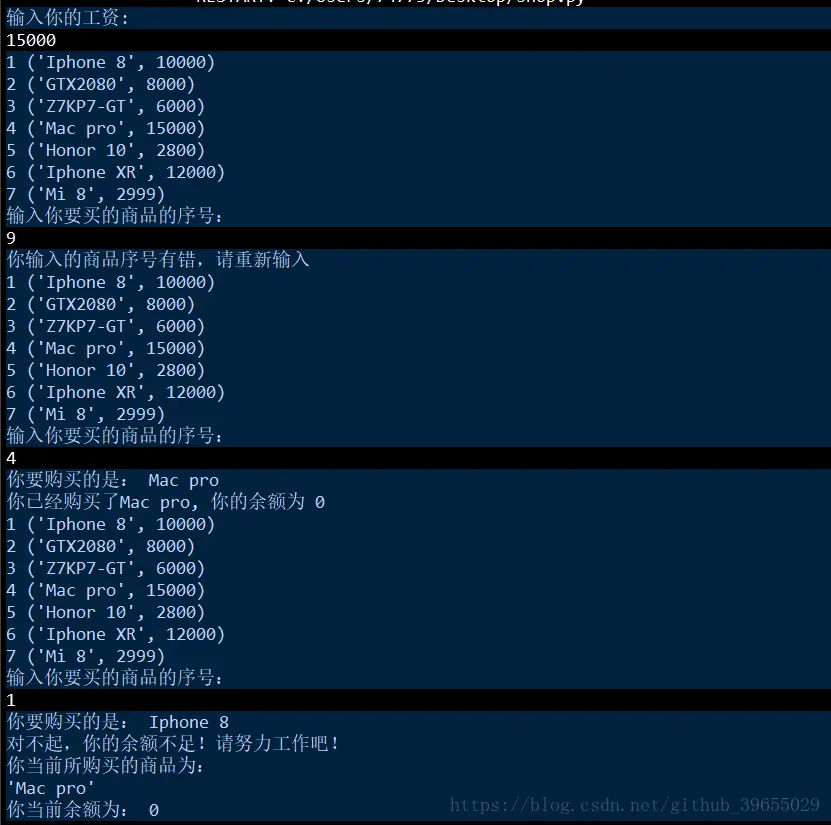 输入你的工资:
15000
1 ('Iphone 8', 10000)
2 ('GTX2080', 8000)
3 ('Z7KP7-GT', 6000)
4 ('Mac pro', 15000)
5 ('Honor 10', 2800)
6 ('Iphone XR', 12000)
7 ('Mi 8', 2999)
输入你要买的商品的序号:
9
你输入的商品序号有错，请重新输入
1 ('Iphone 8', 10000)
2 ('GTX2080', 8000)
3 ('Z7KP7-GT', 6000)
4 ('Mac pro', 15000)
5 ('Honor 10', 2800)
6 ('Iphone XR', 12000)
7 ('Mi 8', 2999)
输入你要买的商品的序号:
4
你要购买的是： Mac pro
你已经购买了Mac pro, 你的余额为 0
1 ('Iphone 8', 10000)
2 ('GTX2080', 8000)
3 ('Z7KP7-GT', 6000)
4 ('Mac pro', 15000)
5 ('Honor 10', 2800)
6 ('Iphone XR', 12000)
7 ('Mi 8', 2999)
输入你要买的商品的序号:
1
你要购买的是： Iphone 8
对不起，你的余额不足！请努力工作吧！
你当前所购买的商品为：
'Mac pro'
你当前余额为： 0
https://blog.csdn.net/github_39655029